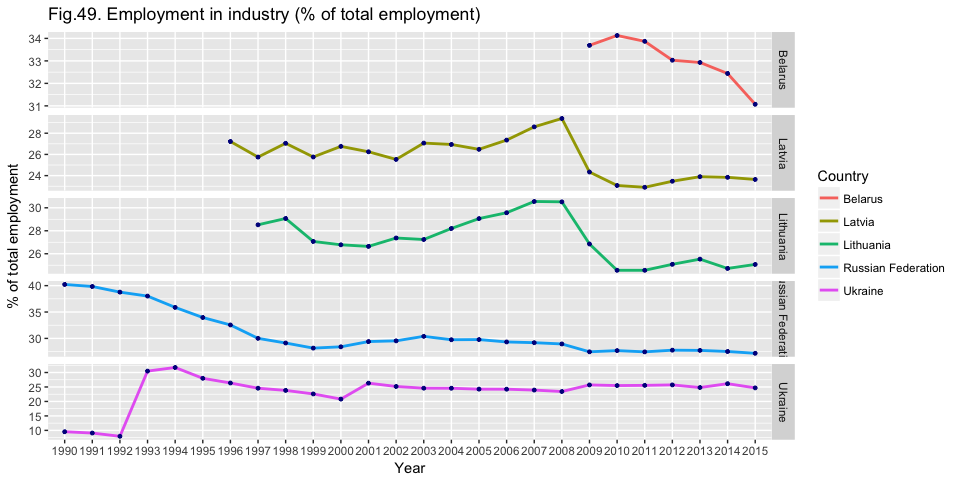 Fig.49. Employment in industry (% of total employment)
% of total employment
34
33
32
31
Belarus
28
26
24
Latvia
30
28
26
Lithuania
40
35
30
ssian Federati
30
25
20
15
10
Ukraine
1990 1991 1992 1993 1994 1995 1996 1997 1998 1999 2000 2001 2002 2003 2004 2005 2006 2007 2008 2009 2010 2011 2012 2013 2014 2015
Year
Country
Belarus
Latvia
Lithuania
Russian Federation
Ukraine